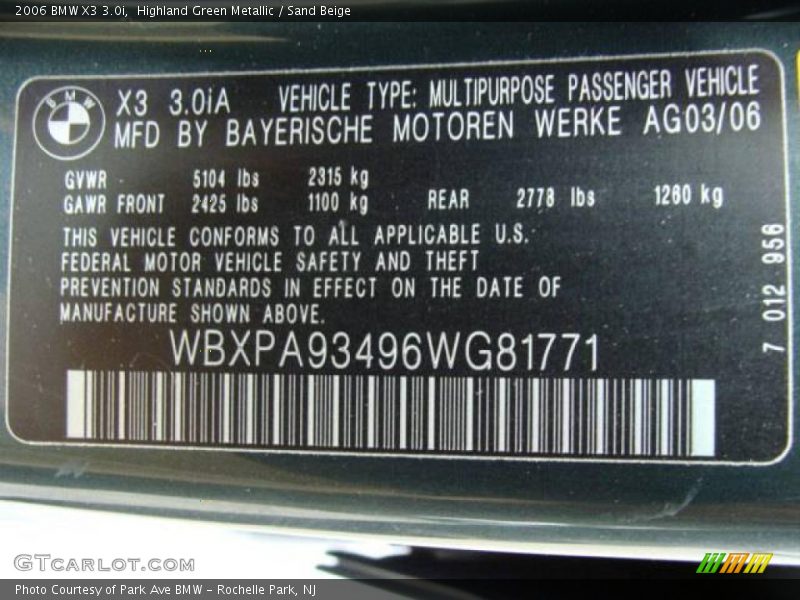 2006 BMW X3 3.0i, Highland Green Metallic / Sand Beige
BMW
X3 3.0iA VEHICLE TYPE: MULTIPURPOSE PASSENGER VEHICLE
MFD BY BAYERISCHE MOTOREN WERKE AG03/06
GVWR 5104 lbs 2315 kg
GAWR FRONT 2425 lbs 1100 kg REAR 2778 lbs 1260 kg
THIS VEHICLE CONFORMS TO ALL APPLICABLE U.S.
FEDERAL MOTOR VEHICLE SAFETY AND THEFT
PREVENTION STANDARDS IN EFFECT ON THE DATE OF
MANUFACTURE SHOWN ABOVE.
WBXPA93496WG81771
7 012 956
GTCARLOT.COM
Photo Courtesy of Park Ave BMW - Rochelle Park, NJ